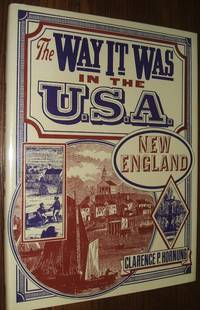 The
WAY IT WAS
IN THE
U.S.A.
NEW
ENGLAND
CLARENCE P. HORNUNG